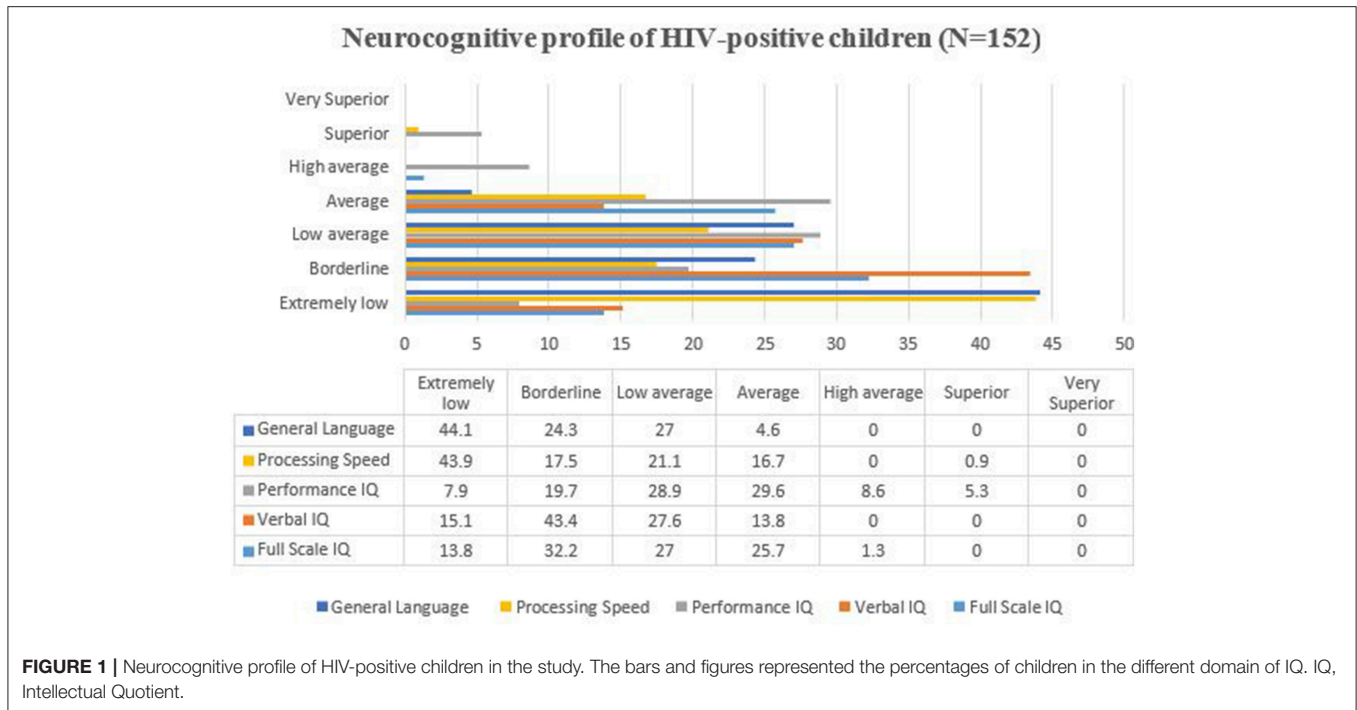 Neurocognitive profile of HIV-positive children (N=152)
Very Superior
Superior
High average
Average
Low average
Borderline
Extremely low
0 5 10 15 20 25 30 35 40 45 50
Extremely low Borderline Low average Average High average Superior Very Superior
General Language 44.1 24.3 27 4.6 0 0 0
Processing Speed 43.9 17.5 21.1 16.7 0 0.9 0
Performance IQ 7.9 19.7 28.9 29.6 8.6 5.3 0
Verbal IQ 15.1 43.4 27.6 13.8 0 0 0
Full Scale IQ 13.8 32.2 27 25.7 1.3 0 0
General Language Processing Speed Performance IQ Verbal IQ Full Scale IQ
FIGURE 1 | Neurocognitive profile of HIV-positive children in the study. The bars and figures represented the percentages of children in the different domain of IQ. IQ,
Intellectual Quotient.